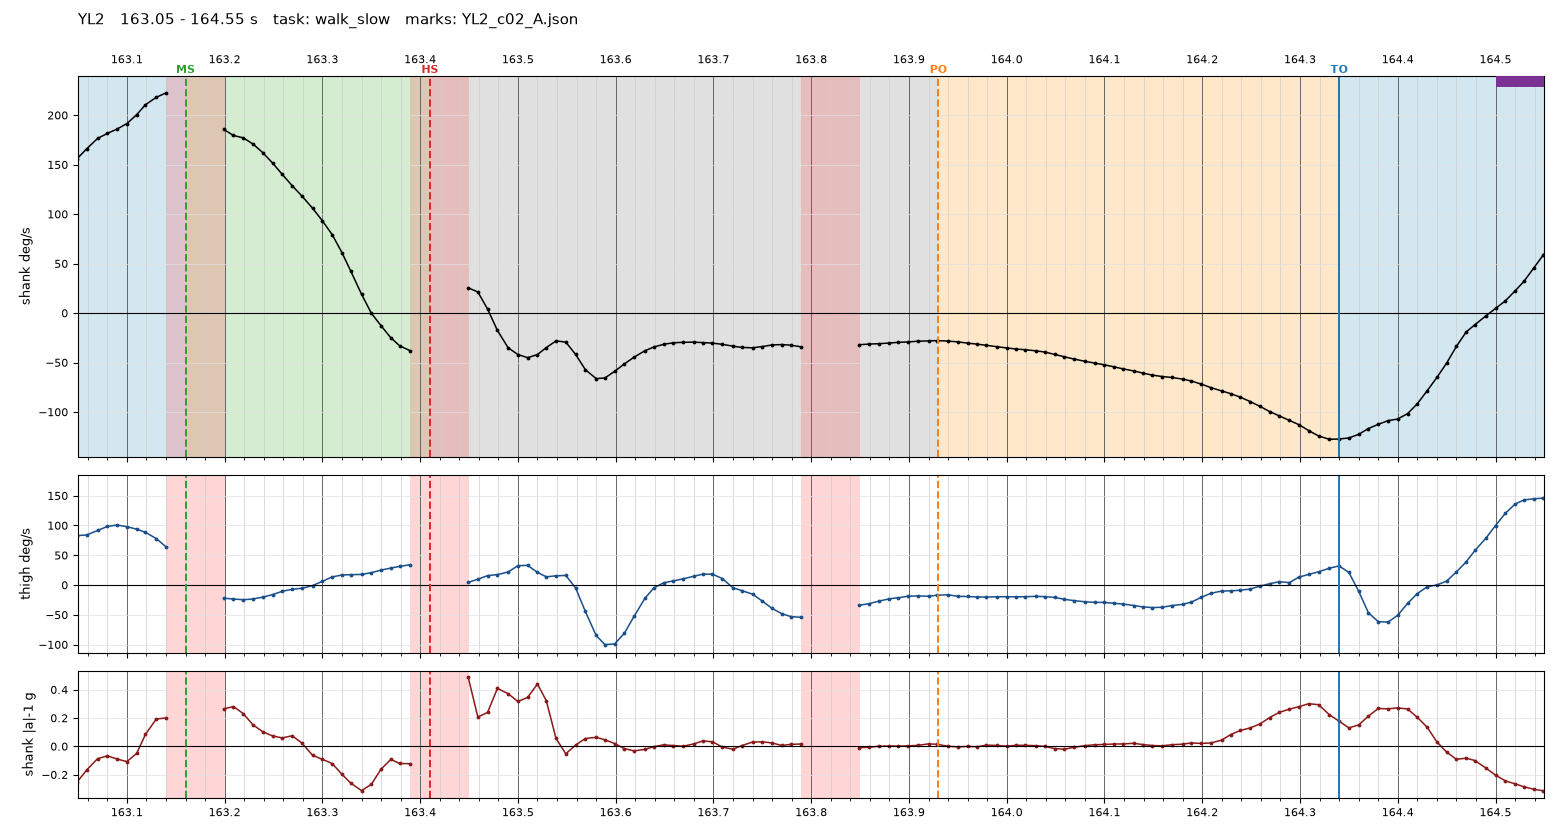 YL2   163.05 - 164.55 s   task: walk_slow   marks: YL2_c02_A.json
163.1 163.2 163.3 163.4 163.5 163.6 163.7 163.8 163.9 164.0 164.1 164.2 164.3 164.4 164.5
MS HS PO TO
shank deg/s
200
150
100
50
0
−50
−100
thigh deg/s
150
100
50
0
−50
−100
shank |a|-1 g
0.4
0.2
0.0
−0.2
163.1 163.2 163.3 163.4 163.5 163.6 163.7 163.8 163.9 164.0 164.1 164.2 164.3 164.4 164.5